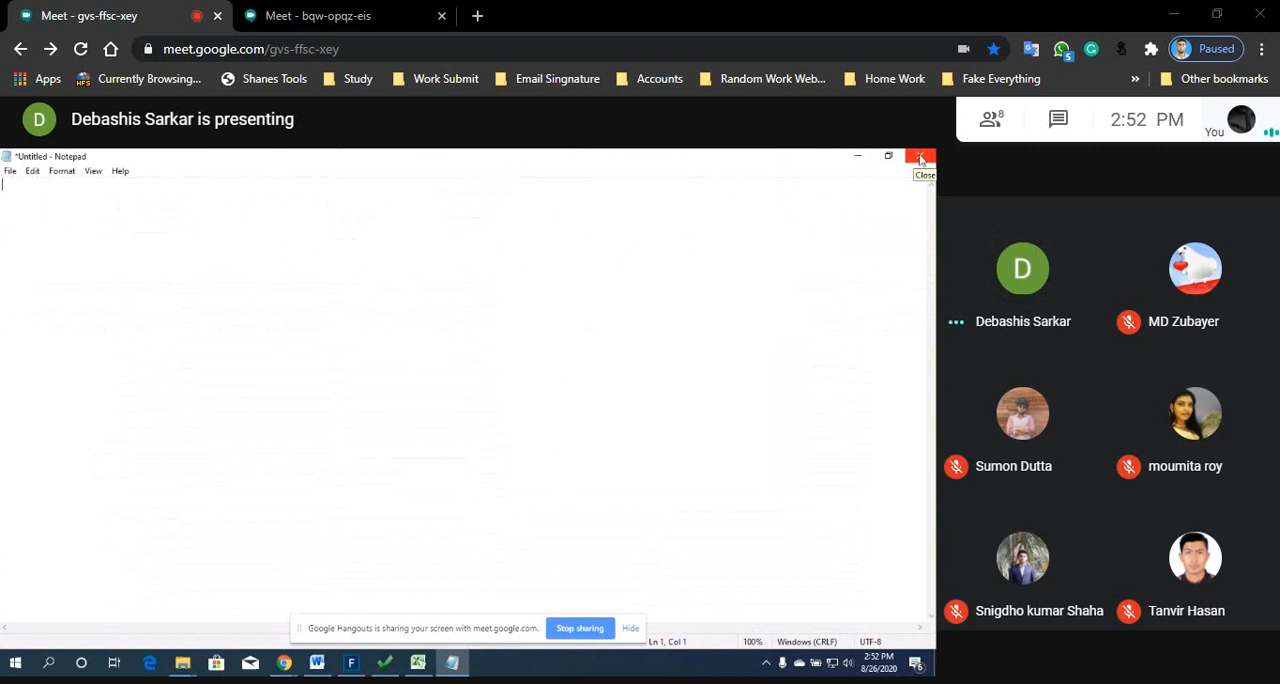 Meet - gvs-ffsc-xey
Meet - bqw-opqz-eis
meet.google.com/gvs-ffsc-xey
5
Paused
Apps
Currently Browsing...
Shanes Tools
Study
Work Submit
Email Singnature
Accounts
Random Work Web...
Home Work
Fake Everything
»
Other bookmarks
D
Debashis Sarkar is presenting
8
2:52 PM
You
*Untitled - Notepad
File Edit Format View Help
Close
D
Debashis Sarkar
MD Zubayer
Sumon Dutta
moumita roy
Snigdho kumar Shaha
Tanvir Hasan
Google Hangouts is sharing your screen with meet.google.com.
Stop sharing
Hide
Ln 1, Col 1
100%
Windows (CRLF)
UTF-8
2:52 PM
8/26/2020